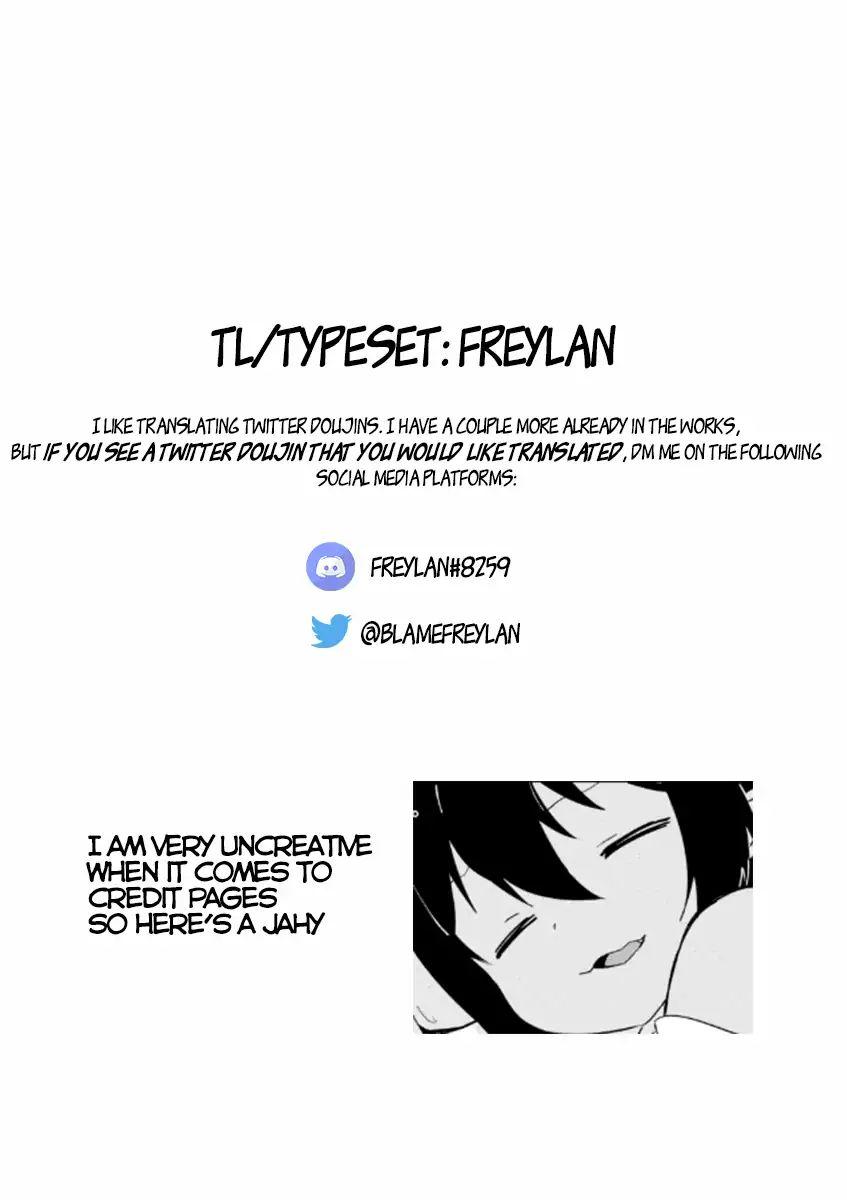 TL/TYPESET: FREYLAN
I LIKE TRANSLATING TWITTER DOUJINS. I HAVE A COUPLE MORE ALREADY IN THE WORKS,
BUT IF YOU SEE A TWITTER DOUJIN THAT YOU WOULD LIKE TRANSLATED, DM ME ON THE FOLLOWING
SOCIAL MEDIA PLATFORMS:
FREYLAN#8259
@BLAMEFREYLAN
I AM VERY UNCREATIVE
WHEN IT COMES TO
CREDIT PAGES
SO HERE'S A JAHY